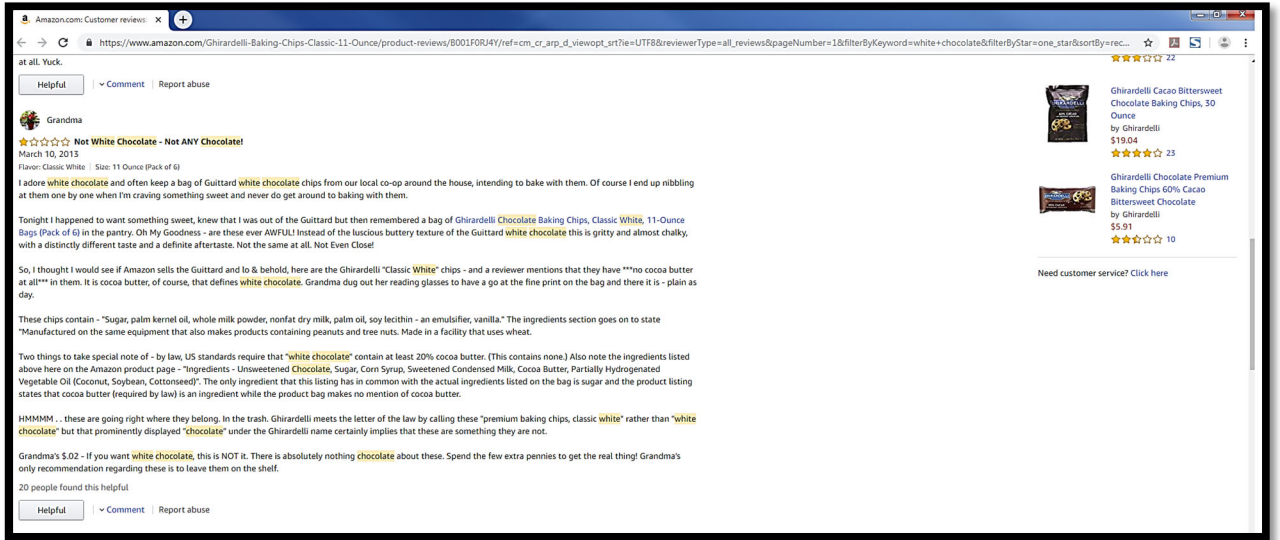 Amazon.com: Customer reviews:
https://www.amazon.com/Ghirardelli-Baking-Chips-Classic-11-Ounce/product-reviews/B001F0RJ4Y/ref=cm_cr_arp_d_viewopt_srt?ie=UTF8&reviewerType=all_reviews&pageNumber=1&filterByKeyword=white+chocolate&filterByStar=one_star&sortBy=rec...
at all. Yuck.
Helpful | Comment | Report abuse
Grandma
Not White Chocolate - Not ANY Chocolate!
March 10, 2013
Flavor: Classic White | Size: 11 Ounce (Pack of 6)
I adore white chocolate and often keep a bag of Guittard white chocolate chips from our local co-op around the house, intending to bake with them. Of course I end up nibbling
at them one by one when I'm craving something sweet and never do get around to baking with them.
Tonight I happened to want something sweet, knew that I was out of the Guittard but then remembered a bag of Ghirardelli Chocolate Baking Chips, Classic White, 11-Ounce
Bags (Pack of 6) in the pantry. Oh My Goodness - are these ever AWFUL! Instead of the luscious buttery texture of the Guittard white chocolate this is gritty and almost chalky,
with a distinctly different taste and a definite aftertaste. Not the same at all. Not Even Close!
So, I thought I would see if Amazon sells the Guittard and lo & behold, here are the Ghirardelli "Classic White" chips - and a reviewer mentions that they have ***no cocoa butter
at all*** in them. It is cocoa butter, of course, that defines white chocolate. Grandma dug out her reading glasses to have a go at the fine print on the bag and there it is - plain as
day.
These chips contain - "Sugar, palm kernel oil, whole milk powder, nonfat dry milk, palm oil, soy lecithin - an emulsifier, vanilla." The ingredients section goes on to state
"Manufactured on the same equipment that also makes products containing peanuts and tree nuts. Made in a facility that uses wheat.
Two things to take special note of - by law, US standards require that "white chocolate" contain at least 20% cocoa butter. (This contains none.) Also note the ingredients listed
above here on the Amazon product page - "Ingredients - Unsweetened Chocolate, Sugar, Corn Syrup, Sweetened Condensed Milk, Cocoa Butter, Partially Hydrogenated
Vegetable Oil (Coconut, Soybean, Cottonseed)". The only ingredient that this listing has in common with the actual ingredients listed on the bag is sugar and the product listing
states that cocoa butter (required by law) is an ingredient while the product bag makes no mention of cocoa butter.
HMMMM . . these are going right where they belong. In the trash. Ghirardelli meets the letter of the law by calling these "premium baking chips, classic white" rather than "white
chocolate" but that prominently displayed "chocolate" under the Ghirardelli name certainly implies that these are something they are not.
Grandma's $.02 - If you want white chocolate, this is NOT it. There is absolutely nothing chocolate about these. Spend the few extra pennies to get the real thing! Grandma's
only recommendation regarding these is to leave them on the shelf.
20 people found this helpful
Helpful | Comment | Report abuse
22
Ghirardelli Cacao Bittersweet
Chocolate Baking Chips, 30
Ounce
by Ghirardelli
$19.04
23
Ghirardelli Chocolate Premium
Baking Chips 60% Cacao
Bittersweet Chocolate
by Ghirardelli
$5.91
10
Need customer service? Click here